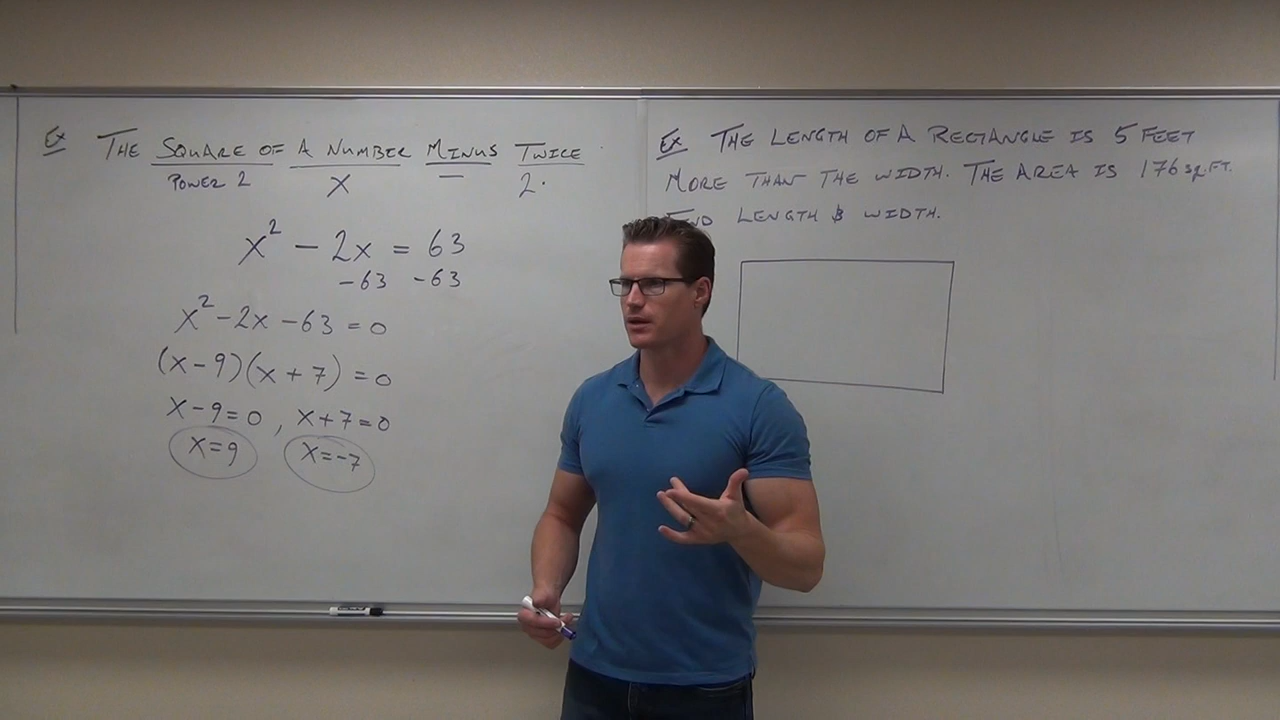 Ex THE SQUARE OF A NUMBER MINUS TWICE
POWER 2 X − 2·
x² − 2x = 63
−63 −63
x² − 2x − 63 = 0
(x − 9)(x + 7) = 0
x − 9 = 0 , x + 7 = 0
x = 9 x = −7
Ex THE LENGTH OF A RECTANGLE IS 5 FEET
MORE THAN THE WIDTH. THE AREA IS 176 sq.FT.
LENGTH & WIDTH.